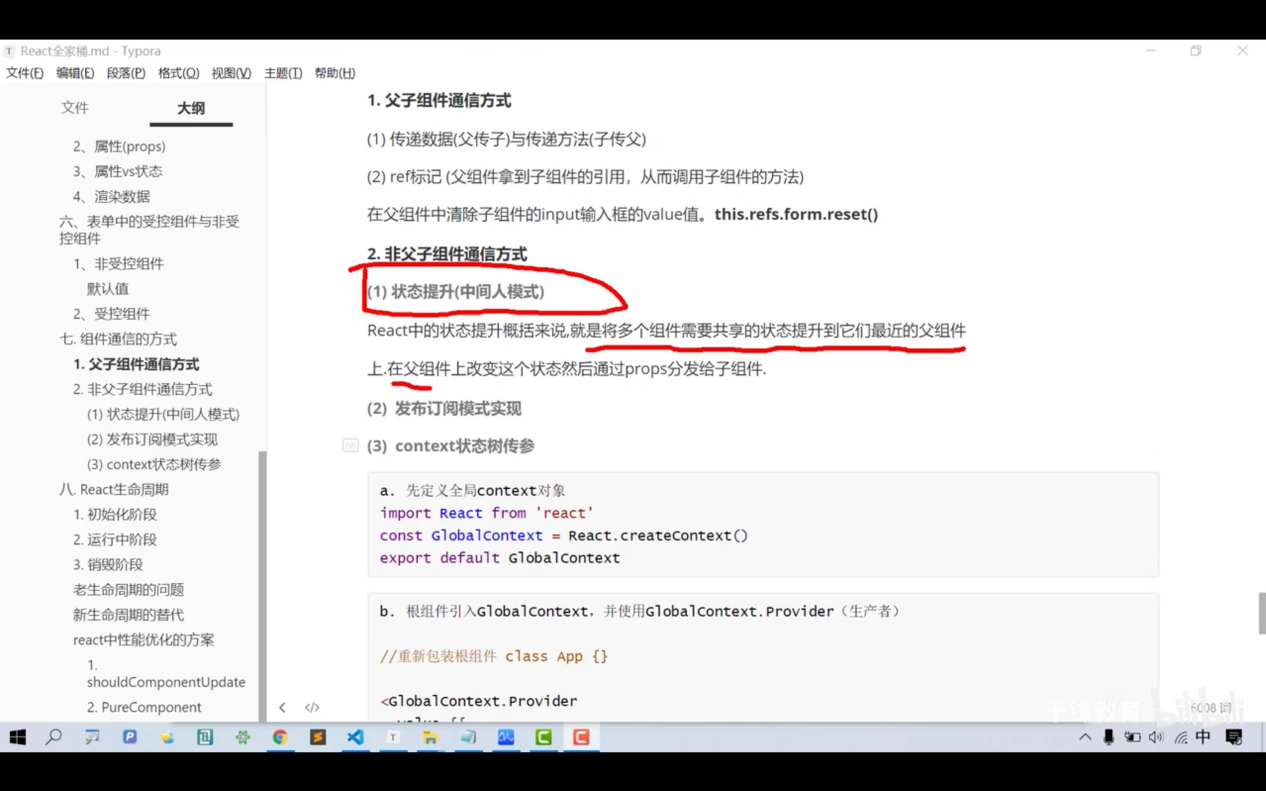 React全家桶.md - Typora
文件(F) 编辑(E) 段落(P) 格式(O) 视图(V) 主题(T) 帮助(H)
文件 大纲
2、属性(props)
3、属性vs状态
4、渲染数据
六、表单中的受控组件与非受
控组件
1、非受控组件
默认值
2、受控组件
七. 组件通信的方式
1. 父子组件通信方式
2. 非父子组件通信方式
(1) 状态提升(中间人模式)
(2) 发布订阅模式实现
(3) context状态树传参
八. React生命周期
1. 初始化阶段
2. 运行中阶段
3. 销毁阶段
老生命周期的问题
新生命周期的替代
react中性能优化的方案
1.
shouldComponentUpdate
2. PureComponent
1. 父子组件通信方式
(1) 传递数据(父传子)与传递方法(子传父)
(2) ref标记 (父组件拿到子组件的引用，从而调用子组件的方法)
在父组件中清除子组件的input输入框的value值。this.refs.form.reset()
2. 非父子组件通信方式
(1) 状态提升(中间人模式)
React中的状态提升概括来说,就是将多个组件需要共享的状态提升到它们最近的父组件
上.在父组件上改变这个状态然后通过props分发给子组件.
(2) 发布订阅模式实现
h6 (3) context状态树传参
a. 先定义全局context对象
import React from 'react'
const GlobalContext = React.createContext()
export default GlobalContext
b. 根组件引入GlobalContext，并使用GlobalContext.Provider（生产者）
//重新包装根组件 class App {}
<GlobalContext.Provider
value={{
千锋教育 bilibili
6008 词
中